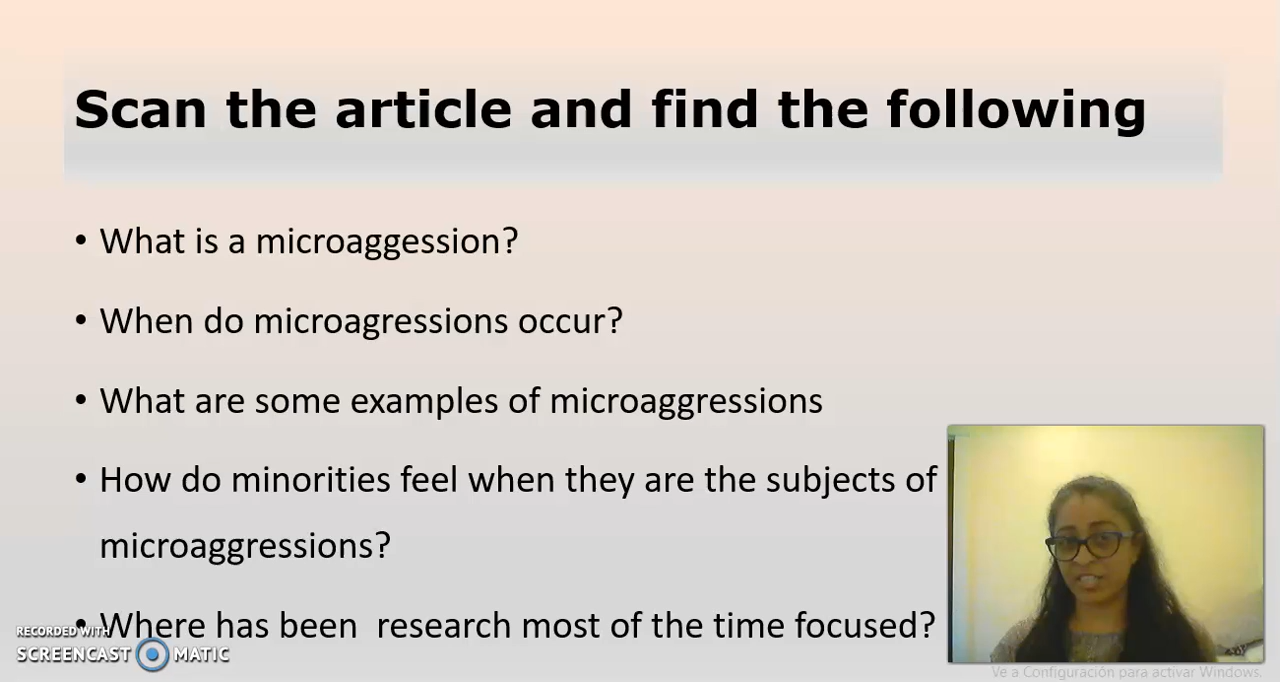 Scan the article and find the following
• What is a microaggession?
• When do microagressions occur?
• What are some examples of microaggressions
• How do minorities feel when they are the subjects of
microaggressions?
• Where has been  research most of the time focused?
RECORDED WITH
SCREENCAST MATIC
Ve a Configuración para activar Windows.